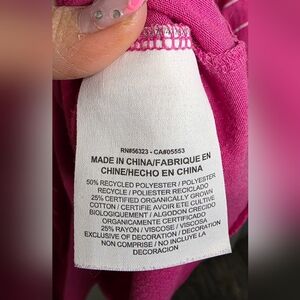 RN#56323 - CA#05553
MADE IN CHINA/FABRIQUE EN
CHINE/HECHO EN CHINA
50% RECYCLED POLYESTER / POLYESTER
RECYCLE / POLIESTER RECICLADO
25% CERTIFIED ORGANICALLY GROWN
COTTON / CERTIFIE AVOIR ETE CULTIVE
BIOLOGIQUEMENT / ALGODON CRECIDO
ORGANICAMENTE CERTIFICADO
25% RAYON / VISCOSE / VISCOSA
EXCLUSIVE OF DECORATION / DECORATION
NON COMPRISE / NO INCLUYE LA
DECORACION